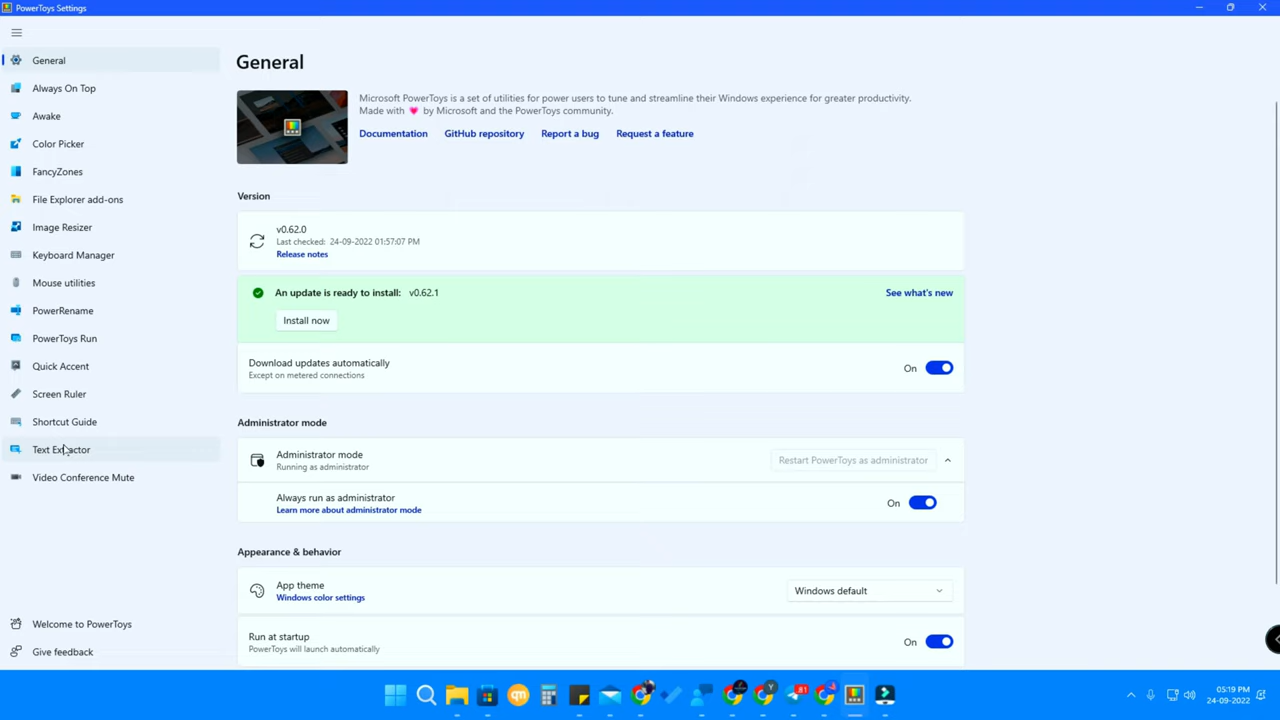 PowerToys Settings
General
Always On Top
Awake
Color Picker
FancyZones
File Explorer add-ons
Image Resizer
Keyboard Manager
Mouse utilities
PowerRename
PowerToys Run
Quick Accent
Screen Ruler
Shortcut Guide
Text Extractor
Video Conference Mute
Welcome to PowerToys
Give feedback
General
Microsoft PowerToys is a set of utilities for power users to tune and streamline their Windows experience for greater productivity.
Made with 💗 by Microsoft and the PowerToys community.
Documentation GitHub repository Report a bug Request a feature
Version
v0.62.0
Last checked: 24-09-2022 01:57:07 PM
Release notes
An update is ready to install: v0.62.1 See what's new
Install now
Download updates automatically
Except on metered connections
On
Administrator mode
Administrator mode
Running as administrator
Restart PowerToys as administrator
Always run as administrator
Learn more about administrator mode
On
Appearance & behavior
App theme
Windows color settings
Windows default
Run at startup
PowerToys will launch automatically
On
qm
Y
81
05:19 PM
24-09-2022